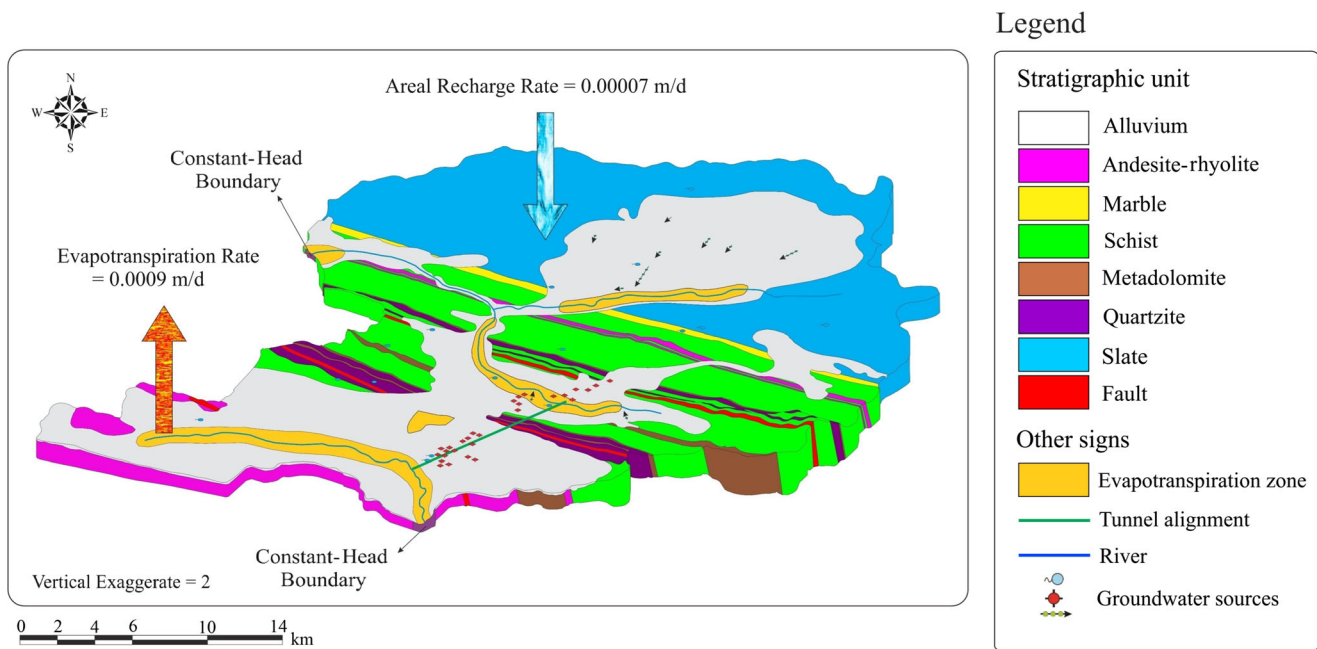 Legend
N
W E
S
Areal Recharge Rate = 0.00007 m/d
Constant-Head
Boundary
Evapotranspiration Rate
= 0.0009 m/d
Constant-Head
Boundary
Vertical Exaggerate = 2
0 2 4 6 10 14
km
Stratigraphic unit
Alluvium
Andesite-rhyolite
Marble
Schist
Metadolomite
Quartzite
Slate
Fault
Other signs
Evapotranspiration zone
Tunnel alignment
River
Groundwater sources